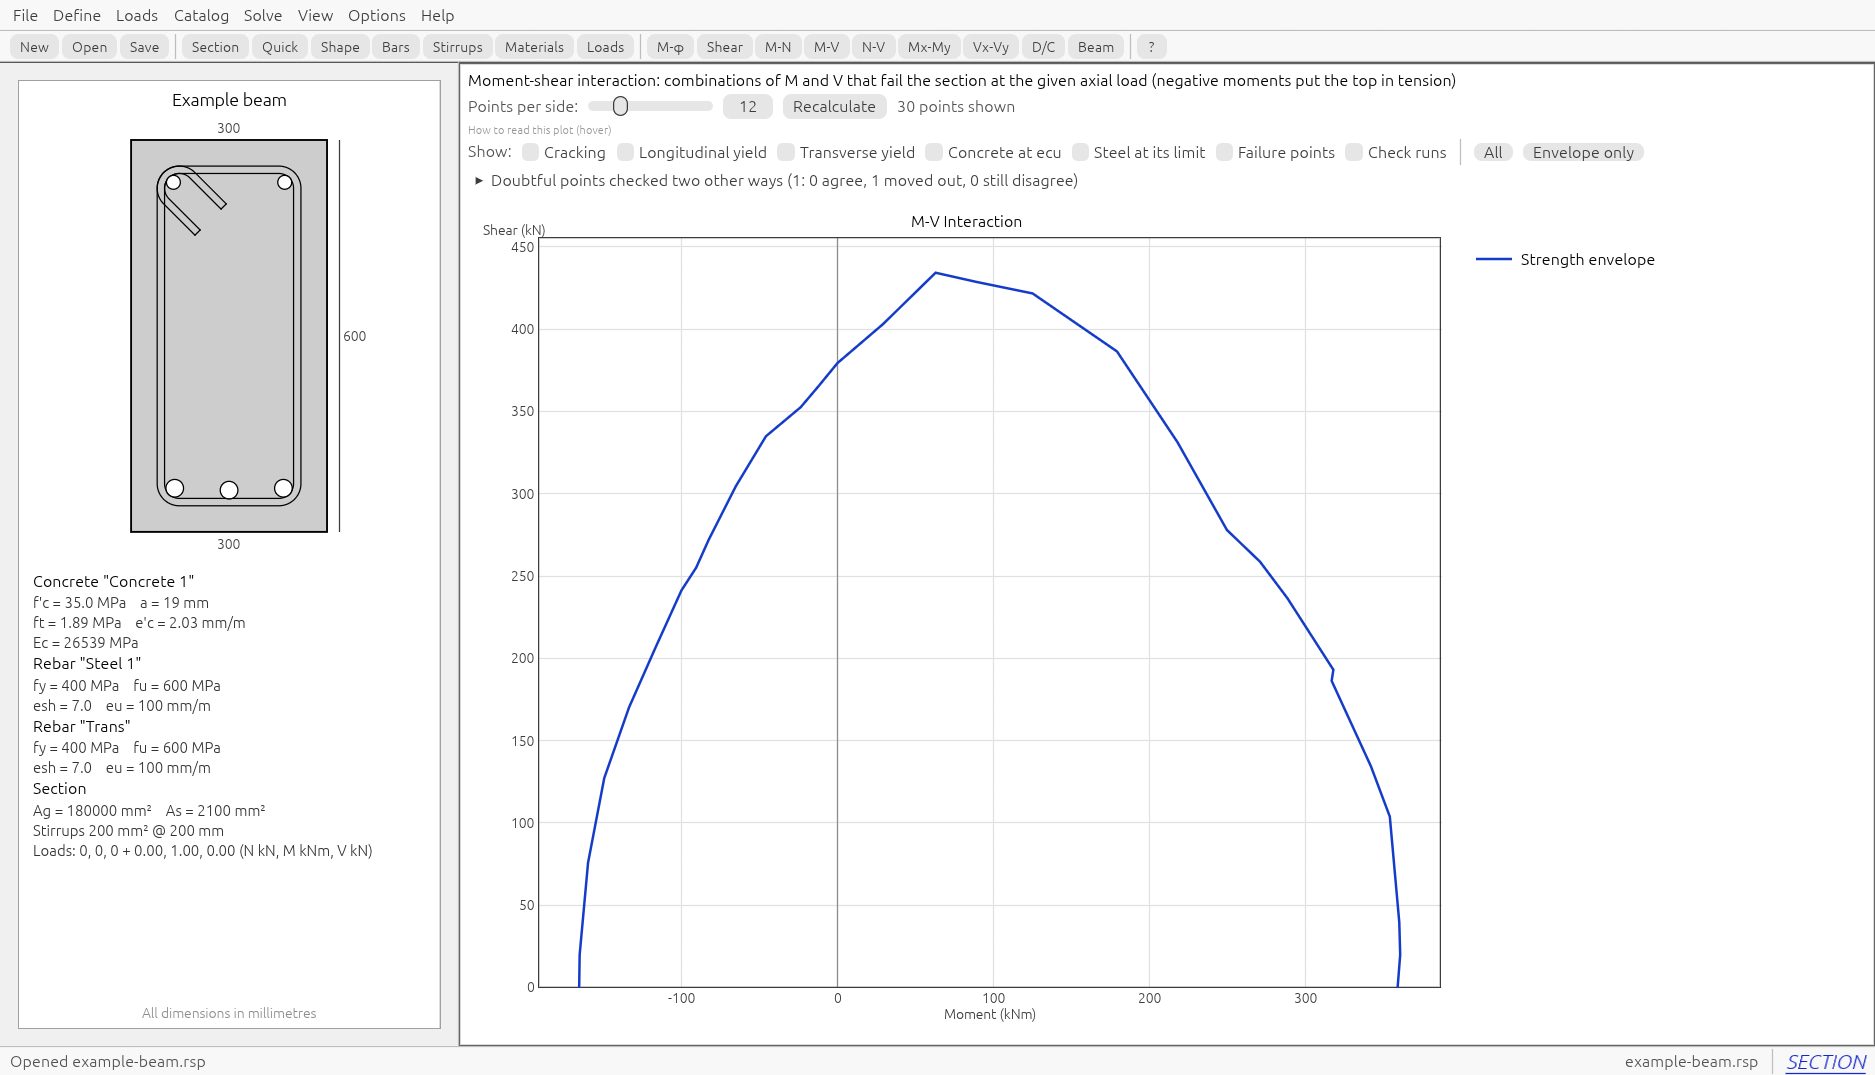 File Define Loads Catalog Solve View Options Help
New Open Save Section Quick Shape Bars Stirrups Materials Loads M-φ Shear M-N M-V N-V Mx-My Vx-Vy D/C Beam ?
Example beam
300
600
300
Concrete "Concrete 1"
f'c = 35.0 MPa a = 19 mm
ft = 1.89 MPa e'c = 2.03 mm/m
Ec = 26539 MPa
Rebar "Steel 1"
fy = 400 MPa fu = 600 MPa
esh = 7.0 eu = 100 mm/m
Rebar "Trans"
fy = 400 MPa fu = 600 MPa
esh = 7.0 eu = 100 mm/m
Section
Ag = 180000 mm² As = 2100 mm²
Stirrups 200 mm² @ 200 mm
Loads: 0, 0, 0 + 0.00, 1.00, 0.00 (N kN, M kNm, V kN)
All dimensions in millimetres
Moment-shear interaction: combinations of M and V that fail the section at the given axial load (negative moments put the top in tension)
Points per side: 12 Recalculate 30 points shown
How to read this plot (hover)
Show: Cracking Longitudinal yield Transverse yield Concrete at ecu Steel at its limit Failure points Check runs All Envelope only
▸ Doubtful points checked two other ways (1: 0 agree, 1 moved out, 0 still disagree)
M-V Interaction
Shear (kN)
450
400
350
300
250
200
150
100
50
0
-100 0 100 200 300
Moment (kNm)
Strength envelope
Opened example-beam.rsp
example-beam.rsp SECTION